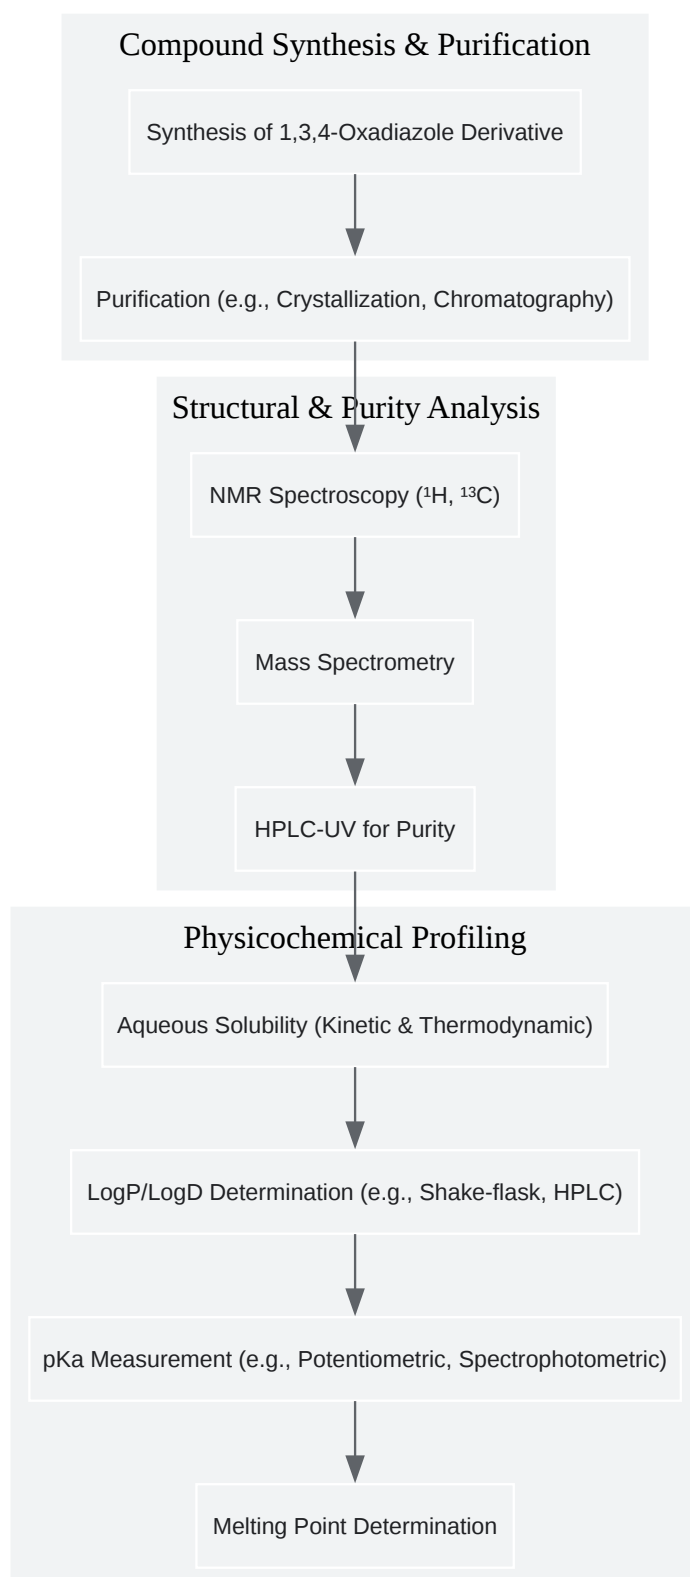 Compound Synthesis & Purification
Synthesis of 1,3,4-Oxadiazole Derivative
Purification (e.g., Crystallization, Chromatography)
Structural & Purity Analysis
NMR Spectroscopy (¹H, ¹³C)
Mass Spectrometry
HPLC-UV for Purity
Physicochemical Profiling
Aqueous Solubility (Kinetic & Thermodynamic)
LogP/LogD Determination (e.g., Shake-flask, HPLC)
pKa Measurement (e.g., Potentiometric, Spectrophotometric)
Melting Point Determination